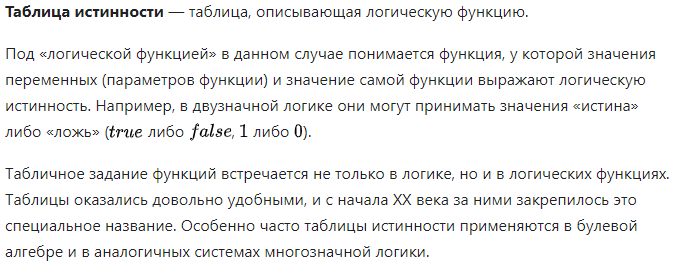 Таблица истинности — таблица, описывающая логическую функцию.
Под «логической функцией» в данном случае понимается функция, у которой значения
переменных (параметров функции) и значение самой функции выражают логическую
истинность. Например, в двузначной логике они могут принимать значения «истина»
либо «ложь» (true либо false, 1 либо 0).
Табличное задание функций встречается не только в логике, но и в логических функциях.
Таблицы оказались довольно удобными, и с начала XX века за ними закрепилось это
специальное название. Особенно часто таблицы истинности применяются в булевой
алгебре и в аналогичных системах многозначной логики.